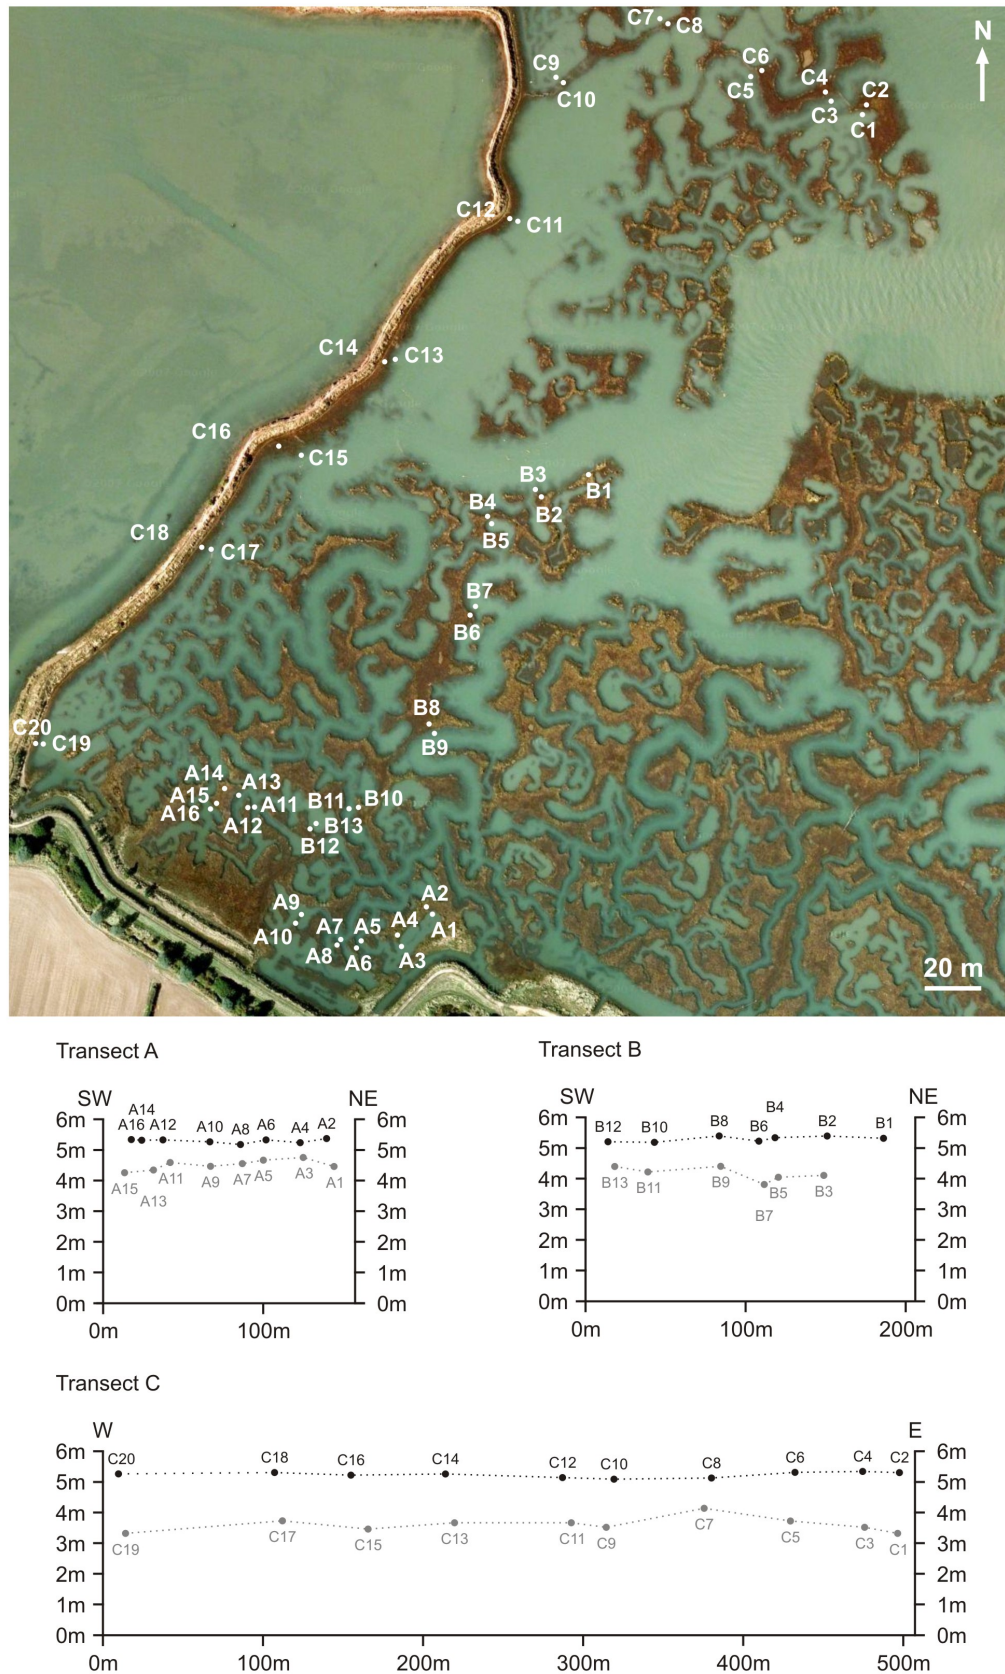 C7 C8
N
C9
C6
C10
C5
C4
C2
C3
C1
C12 C11
C14 C13
C16
C15
B3
B1
B4
B2
C18
B5
C17
B7
B6
B8
C20
C19
B9
A14 A13
A15 A11 B11 B10
A16
A12 B13
B12
A2
A9
A4 A1
A7 A5
A10
A8 A6 A3
20 m
Transect A
SW NE
A14
A16 A12 A10 A8 A6 A4 A2
A15 A13 A11 A9 A7 A5 A3 A1
6m 6m
5m 5m
4m 4m
3m 3m
2m 2m
1m 1m
0m 0m
0m 100m
Transect B
SW NE
B12 B10 B8 B6 B4 B2 B1
B13 B11 B9 B7 B5 B3
6m 6m
5m 5m
4m 4m
3m 3m
2m 2m
1m 1m
0m 0m
0m 100m 200m
Transect C
W E
C20 C18 C16 C14 C12 C10 C8 C6 C4 C2
C19 C17 C15 C13 C11 C9 C7 C5 C3 C1
6m 6m
5m 5m
4m 4m
3m 3m
2m 2m
1m 1m
0m 0m
0m 100m 200m 300m 400m 500m